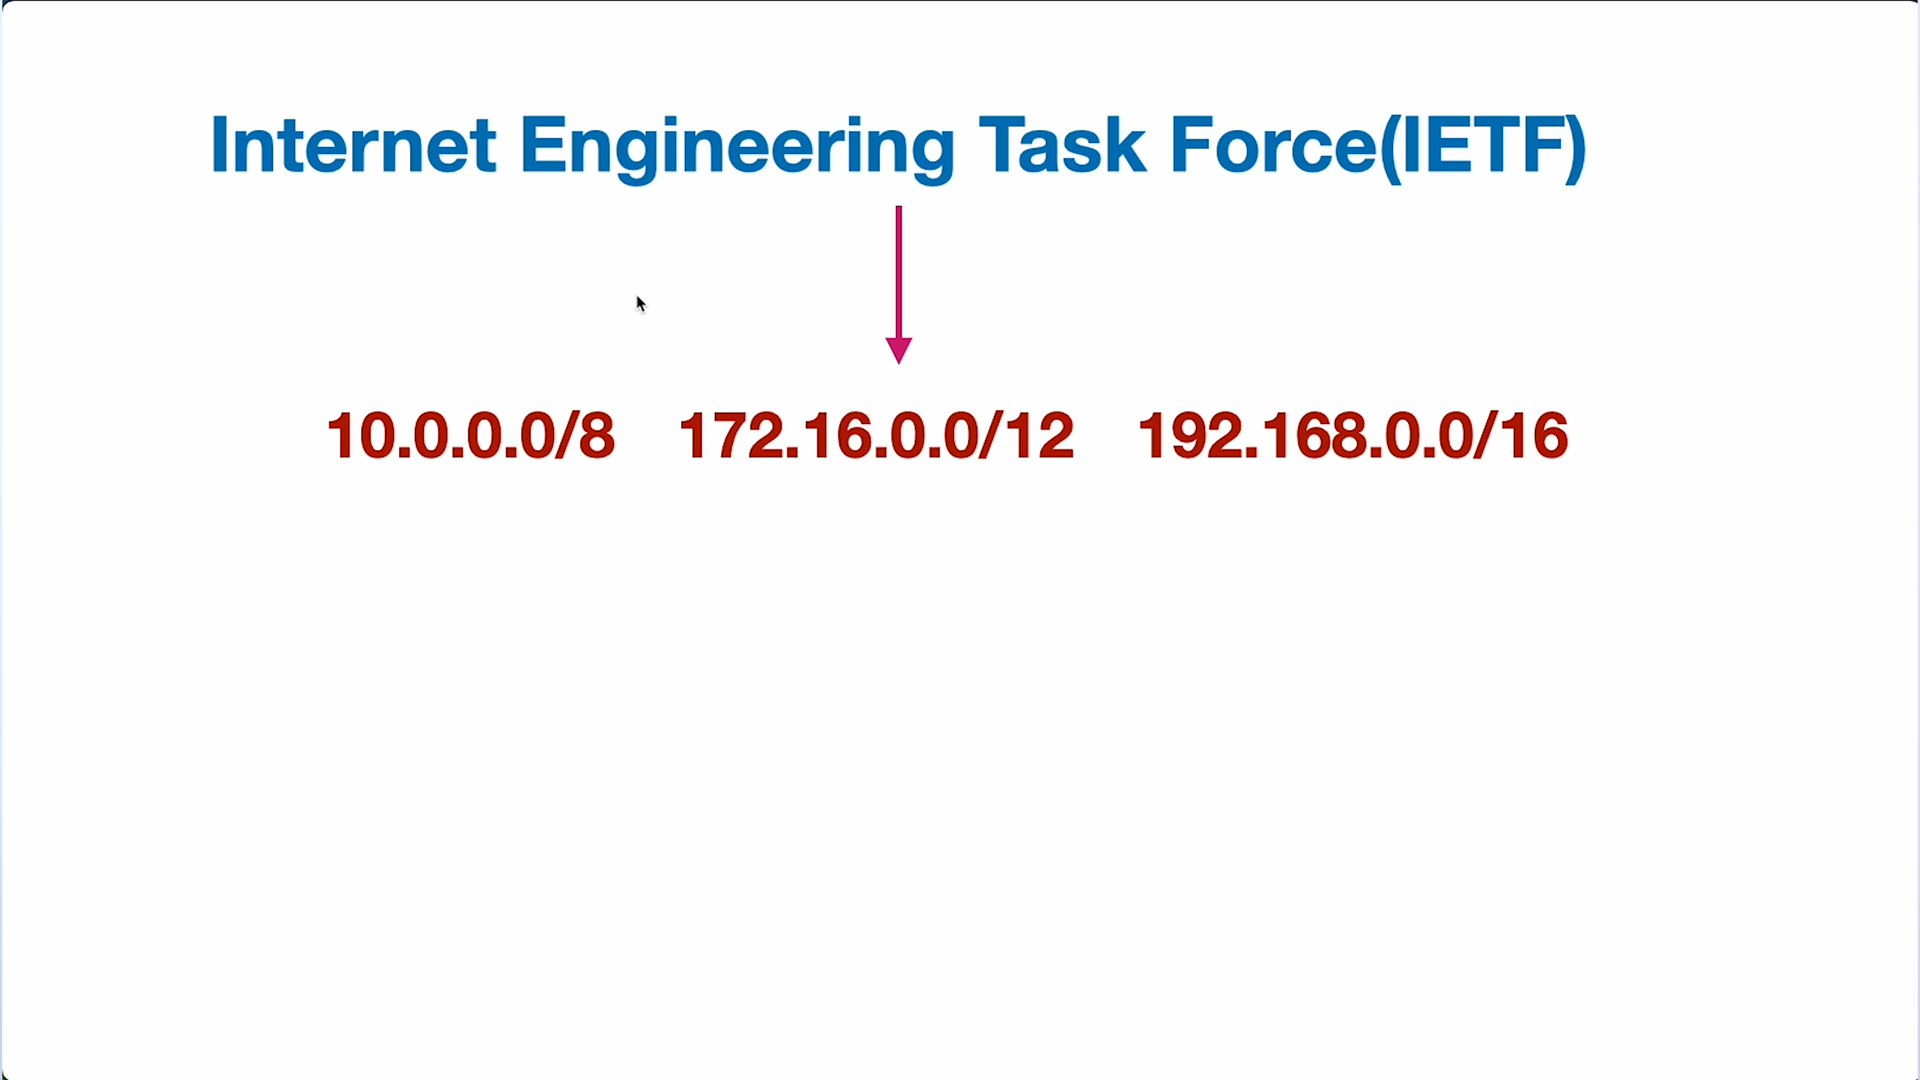 Internet Engineering Task Force(IETF)
10.0.0.0/8 172.16.0.0/12 192.168.0.0/16